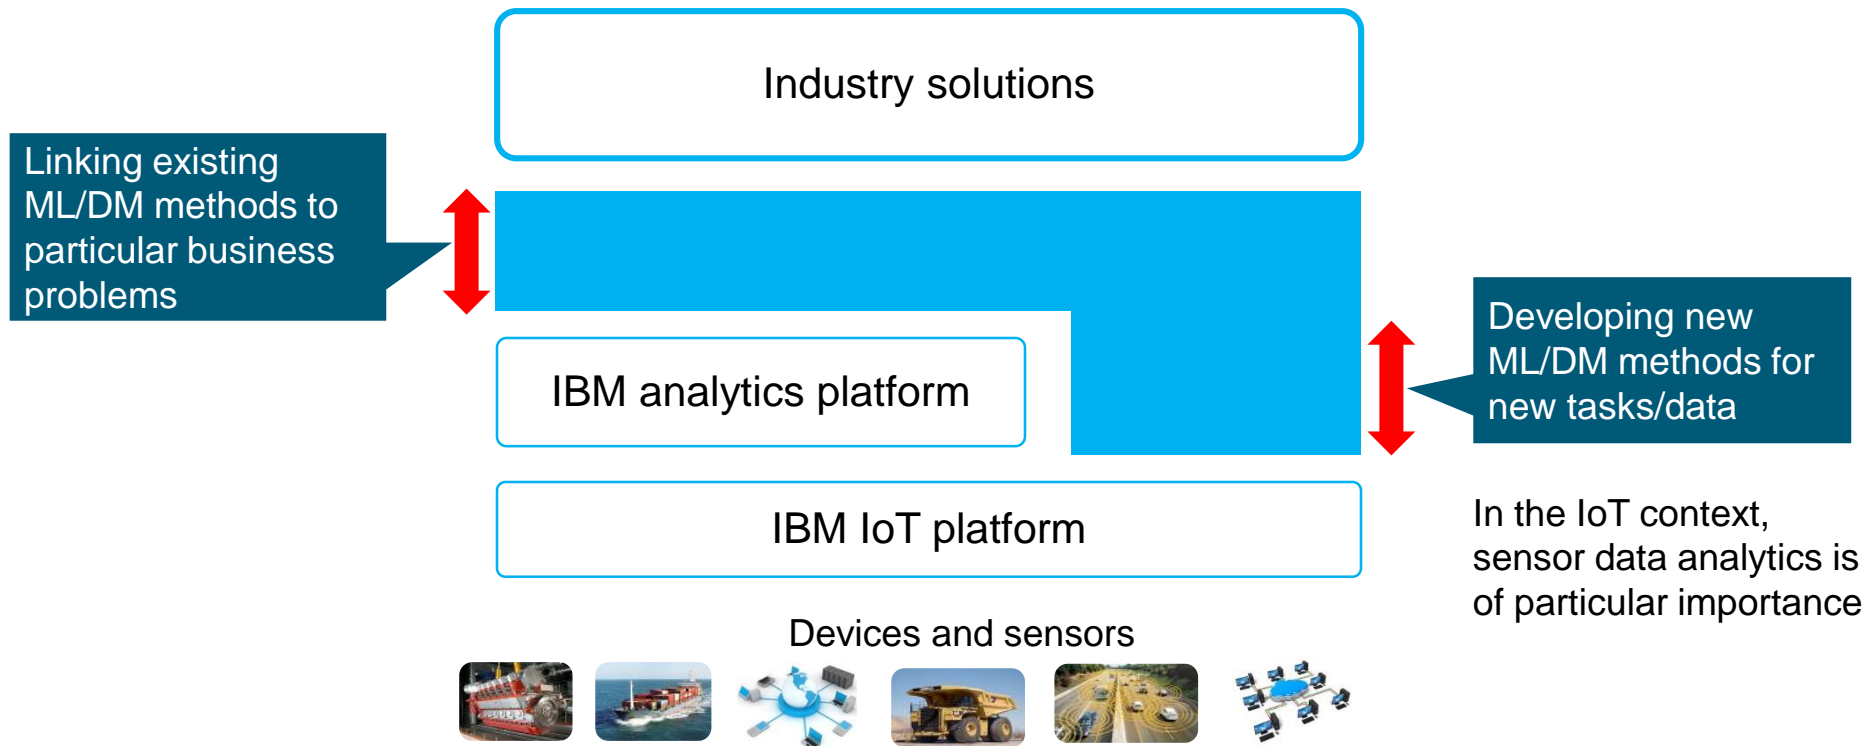 Industry solutions
Linking existing
ML/DM methods to
particular business
problems
Developing new
ML/DM methods for
new tasks/data
IBM analytics platform
IBM IoT platform
In the IoT context,
sensor data analytics is
of particular importance
Devices and sensors